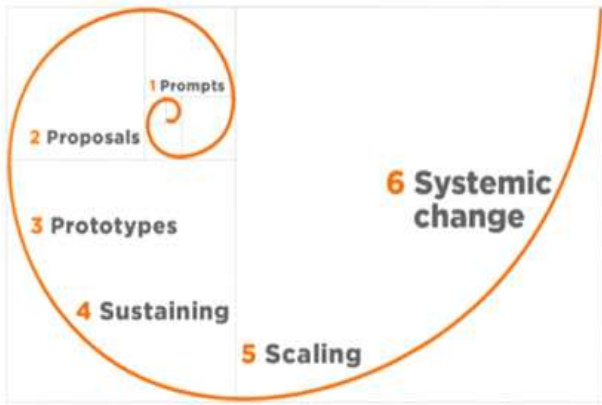 1 Prompts
2 Proposals
3 Prototypes
4 Sustaining
5 Scaling
6 Systemic
change